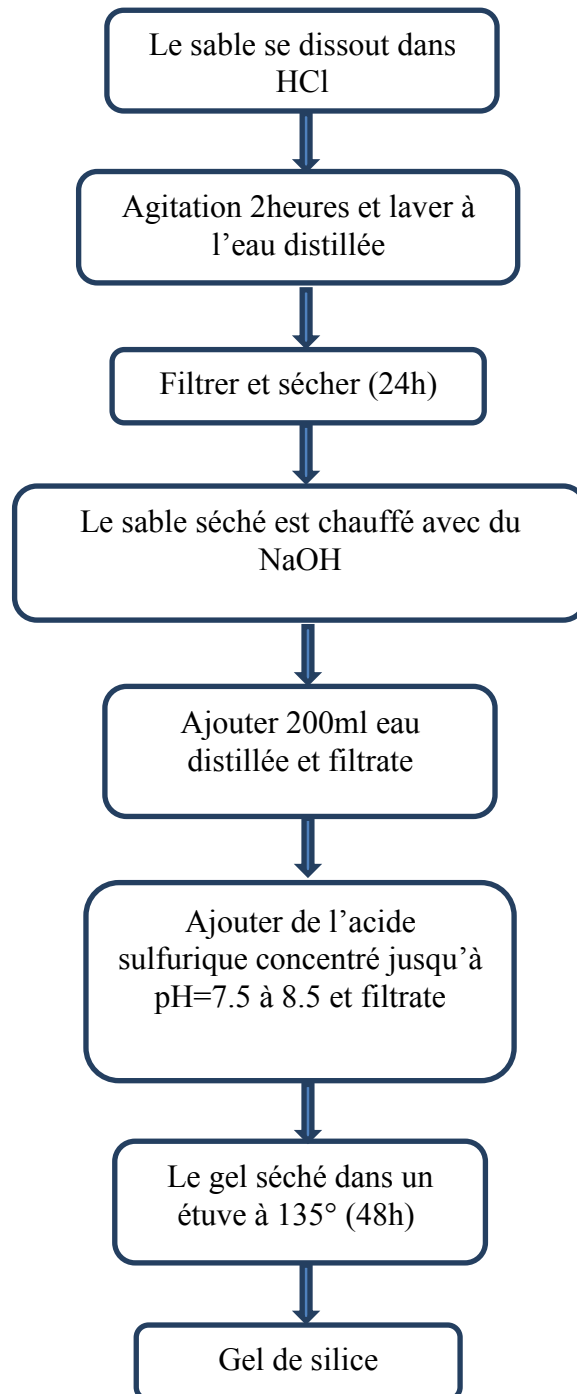 Le sable se dissout dans
HCl
Agitation 2heures et laver à
l’eau distillée
Filtrer et sécher (24h)
Le sable séché est chauffé avec du
NaOH
Ajouter 200ml eau
distillée et filtrate
Ajouter de l’acide
sulfurique concentré jusqu’à
pH=7.5 à 8.5 et filtrate
Le gel séché dans un
étuve à 135° (48h)
Gel de silice